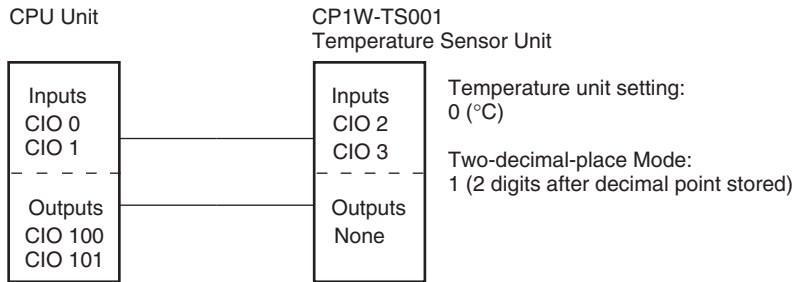 CPU Unit
CP1W-TS001
Temperature Sensor Unit
Inputs
CIO 0
CIO 1
Outputs
CIO 100
CIO 101
Inputs
CIO 2
CIO 3
Outputs
None
Temperature unit setting:
0 (°C)
Two-decimal-place Mode:
1 (2 digits after decimal point stored)